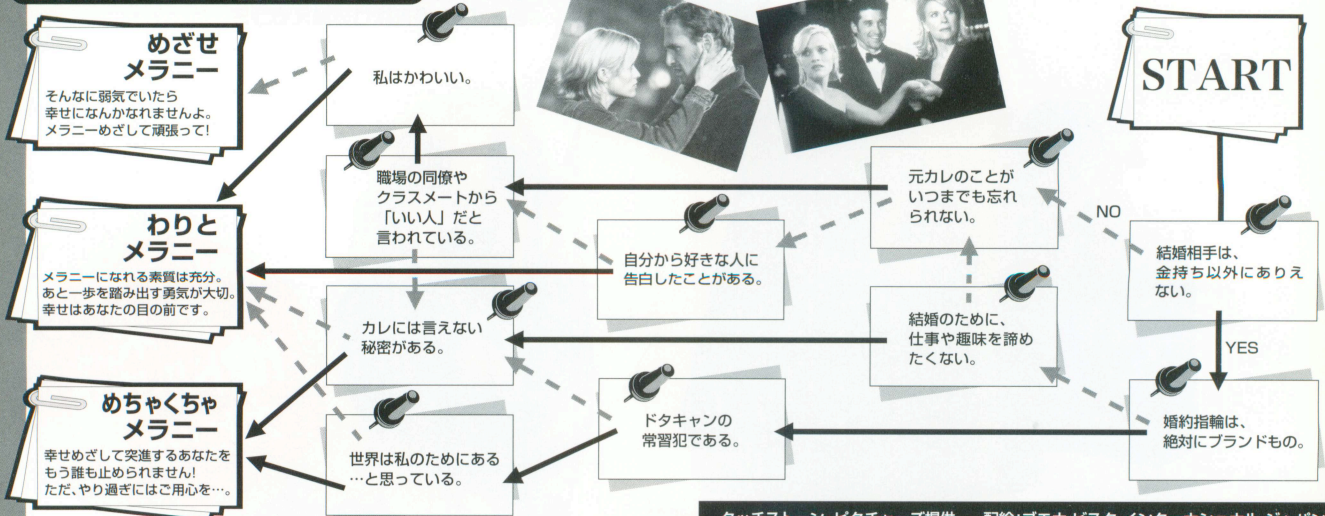 めざせ
メラニー
そんなに弱気でいたら
幸せになんかなれませんよ。
メラニーめざして頑張って!
私はかわいい。
START
職場の同僚や
クラスメートから
「いい人」だと
言われている。
元カレのことが
いつまでも忘れ
られない。
NO
わりと
メラニー
メラニーになれる素質は充分。
あと一歩を踏み出す勇気が大切。
幸せはあなたの目の前です。
自分から好きな人に
告白したことがある。
結婚相手は、
金持ち以外にありえ
ない。
カレには言えない
秘密がある。
結婚のために、
仕事や趣味を諦め
たくない。
YES
めちゃくちゃ
メラニー
幸せめざして突進するあなたを
もう誰も止められません!
ただ、やり過ぎにはご用心を…。
世界は私のためにある
…と思っている。
ドタキャンの
常習犯である。
婚約指輪は、
絶対にブランドもの。